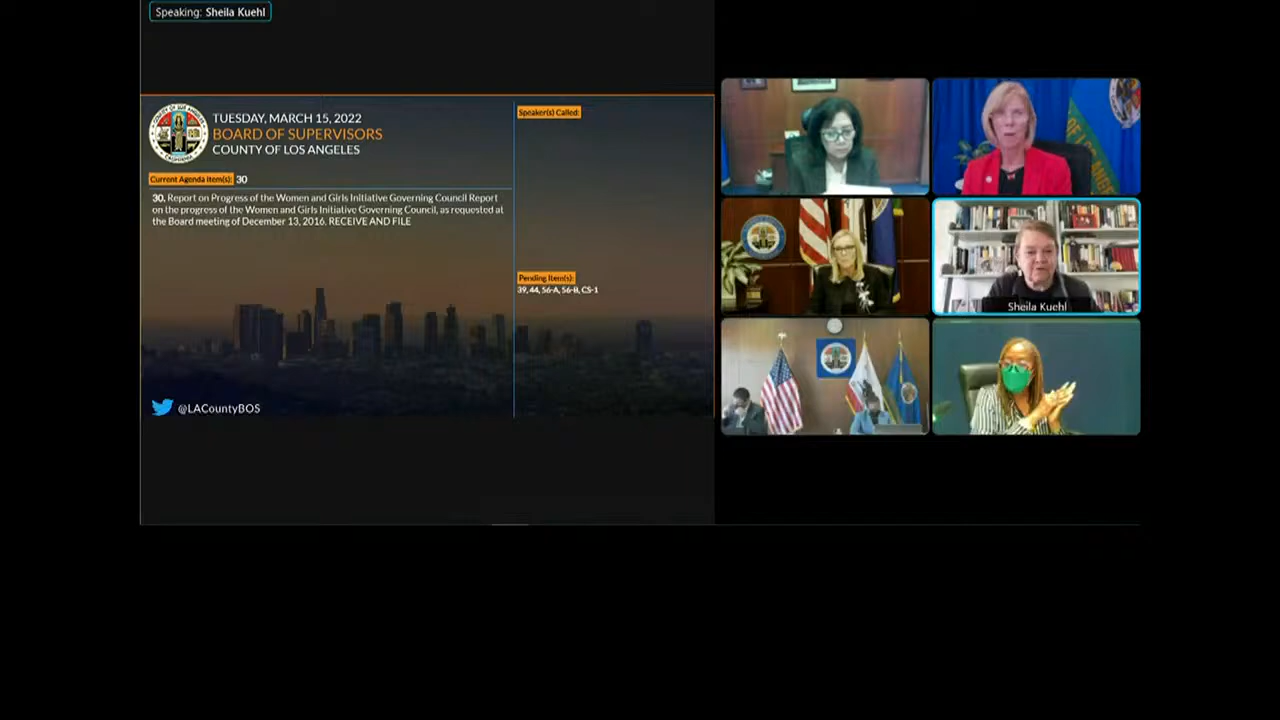 Speaking: Sheila Kuehl
TUESDAY, MARCH 15, 2022
BOARD OF SUPERVISORS
COUNTY OF LOS ANGELES
Current Agenda Item(s): 30
30. Report on Progress of the Women and Girls Initiative Governing Council Report
on the progress of the Women and Girls Initiative Governing Council, as requested at
the Board meeting of December 13, 2016. RECEIVE AND FILE
@LACountyBOS
Speaker(s) Called:
Pending Item(s):
39, 44, 56-A, 56-B, CS-1
Sheila Kuehl